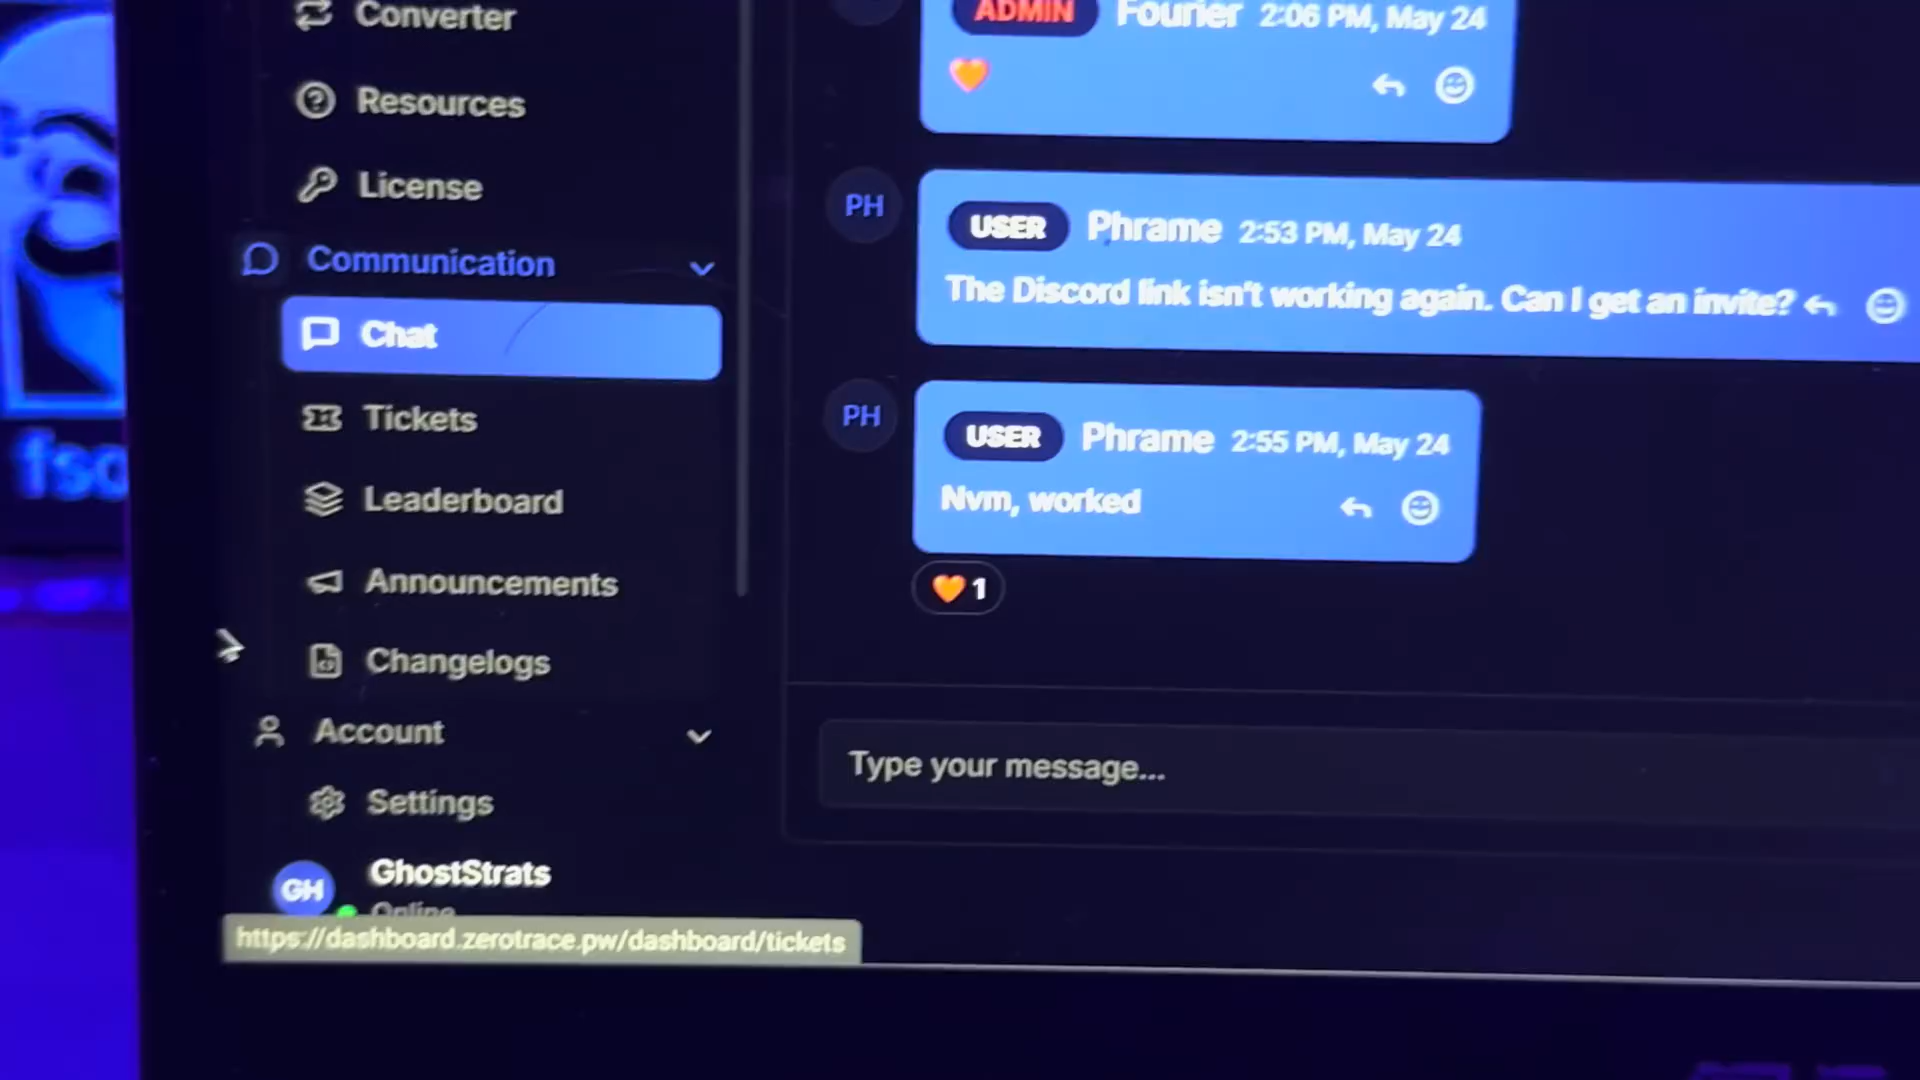 Converter
Resources
License
Communication
Chat
Tickets
Leaderboard
Announcements
Changelogs
Account
Settings
GH
GhostStrats
Online
https://dashboard.zerotrace.pw/dashboard/tickets
ADMIN Fourier 2:06 PM, May 24
PH
USER Phrame 2:53 PM, May 24
The Discord link isn't working again. Can I get an invite?
PH
USER Phrame 2:55 PM, May 24
Nvm, worked
1
Type your message...